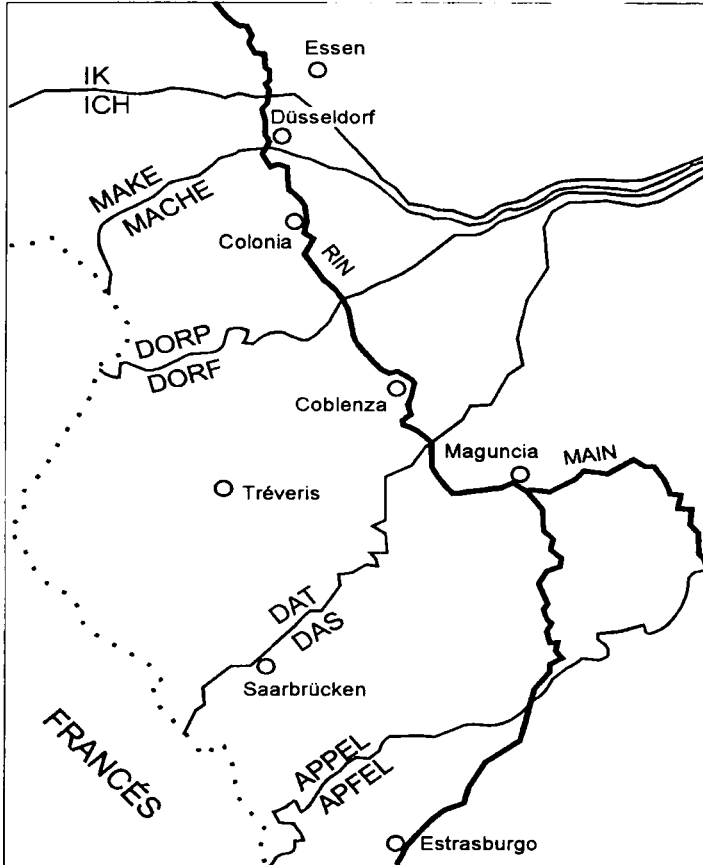 Essen
IK
ICH
Düsseldorf
MAKE
MACHE
Colonia
RIN
DORP
DORF
Coblenza
Maguncia
MAIN
Tréveris
DAT
DAS
Saarbrücken
FRANCÉS
APPEL
APFEL
Estrasburgo